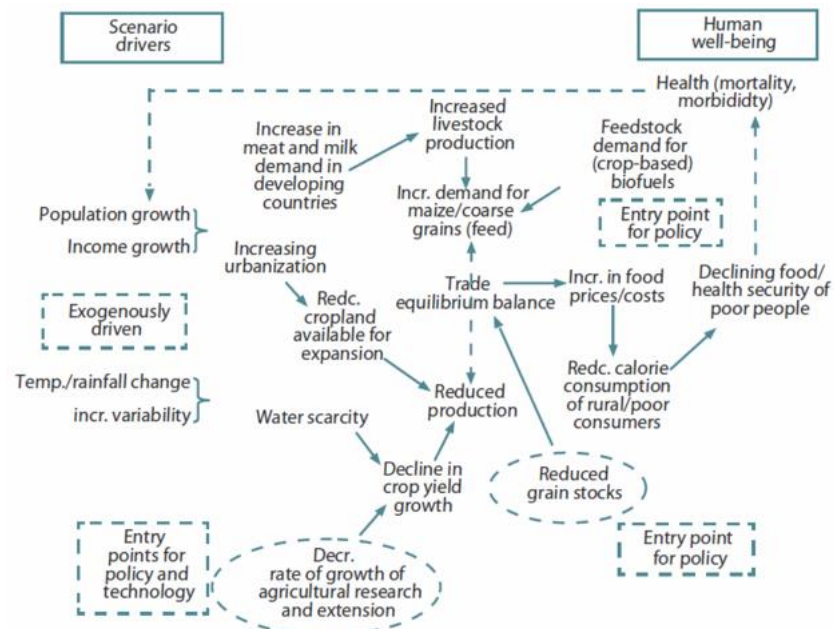 Scenario
drivers
Human
well-being
Health (mortality,
morbididty)
Increase in
meat and milk
demand in
developing
countries
Increased
livestock
production
Feedstock
demand for
(crop-based)
biofuels
Incr. demand for
maize/coarse
grains (feed)
Population growth
Income growth
Entry point
for policy
Increasing
urbanization
Trade
equilibrium balance
Incr. in food
prices/costs
Declining food/
health security of
poor people
Exogenously
driven
Redc.
cropland
available for
expansion
Redc. calorie
consumption
of rural/poor
consumers
Temp./rainfall change
incr. variability
Reduced
production
Water scarcity
Decline in
crop yield
growth
Reduced
grain stocks
Entry
points for
policy and
technology
Decr.
rate of growth of
agricultural research
and extension
Entry point
for policy